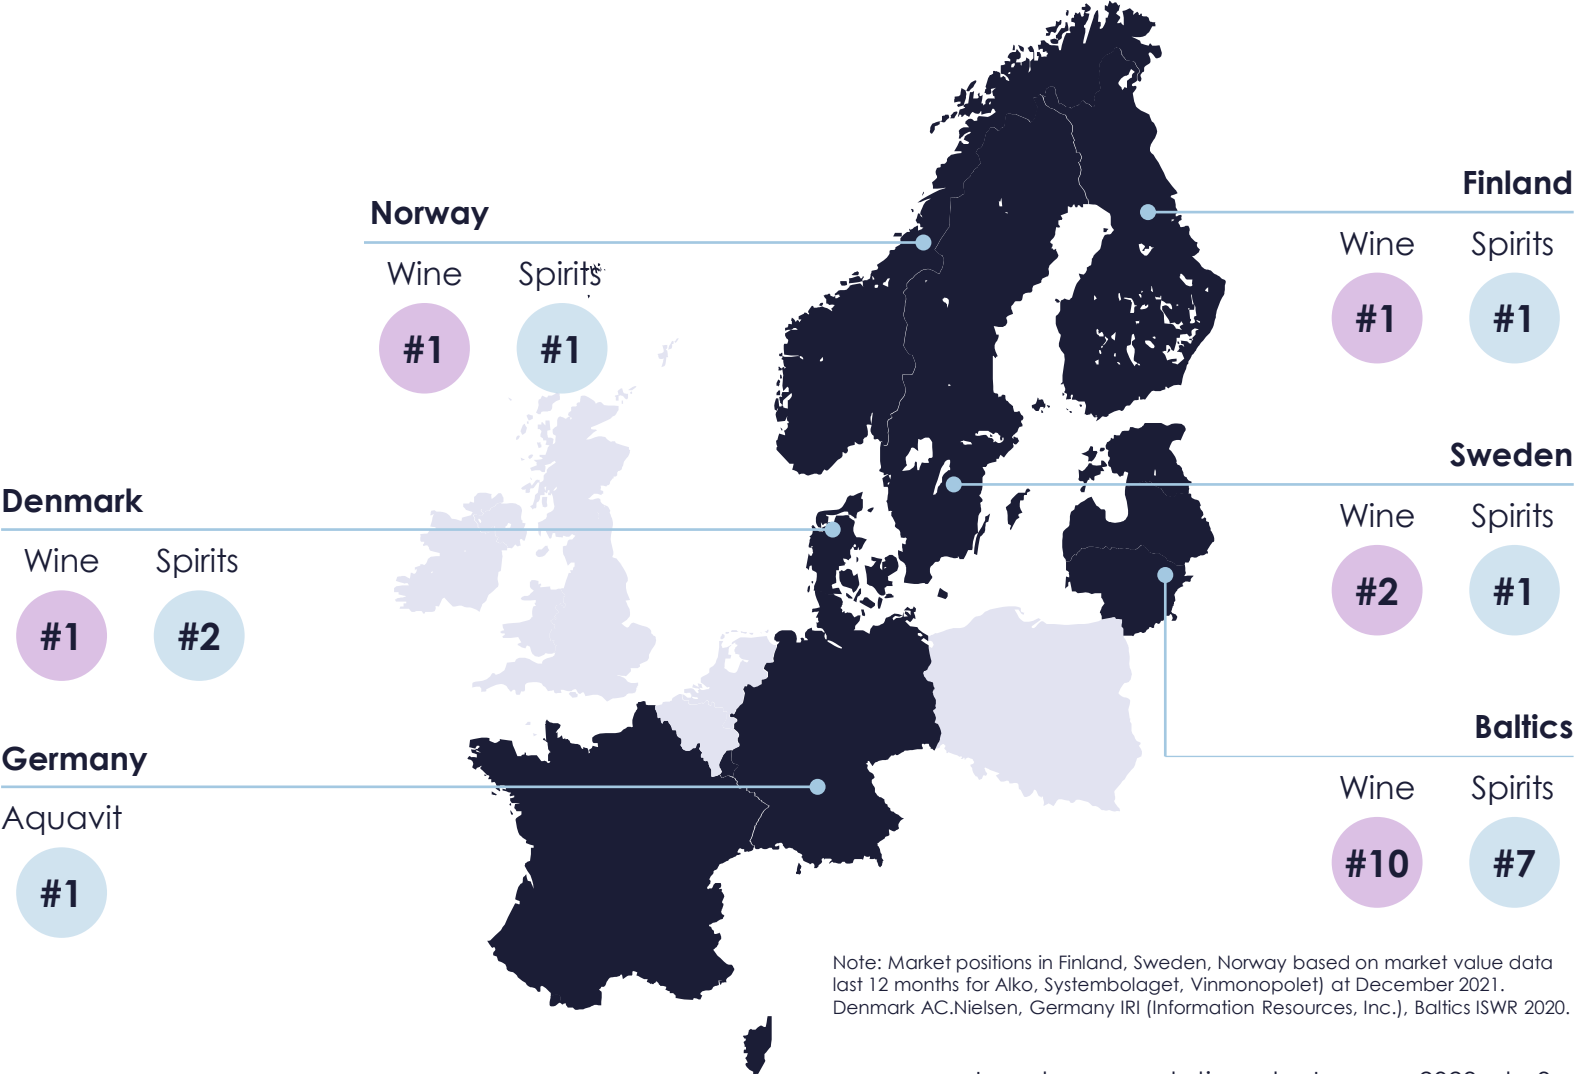 Norway
Wine Spirits
#1 #1
Denmark
Wine Spirits
#1 #2
Germany
Aquavit
#1
Finland
Wine Spirits
#1 #1
Sweden
Wine Spirits
#2 #1
Baltics
Wine Spirits
#10 #7
Note: Market positions in Finland, Sweden, Norway based on market value data
last 12 months for Alko, Systembolaget, Vinmonopolet) at December 2021.
Denmark AC.Nielsen, Germany IRI (Information Resources, Inc.), Baltics ISWR 2020.